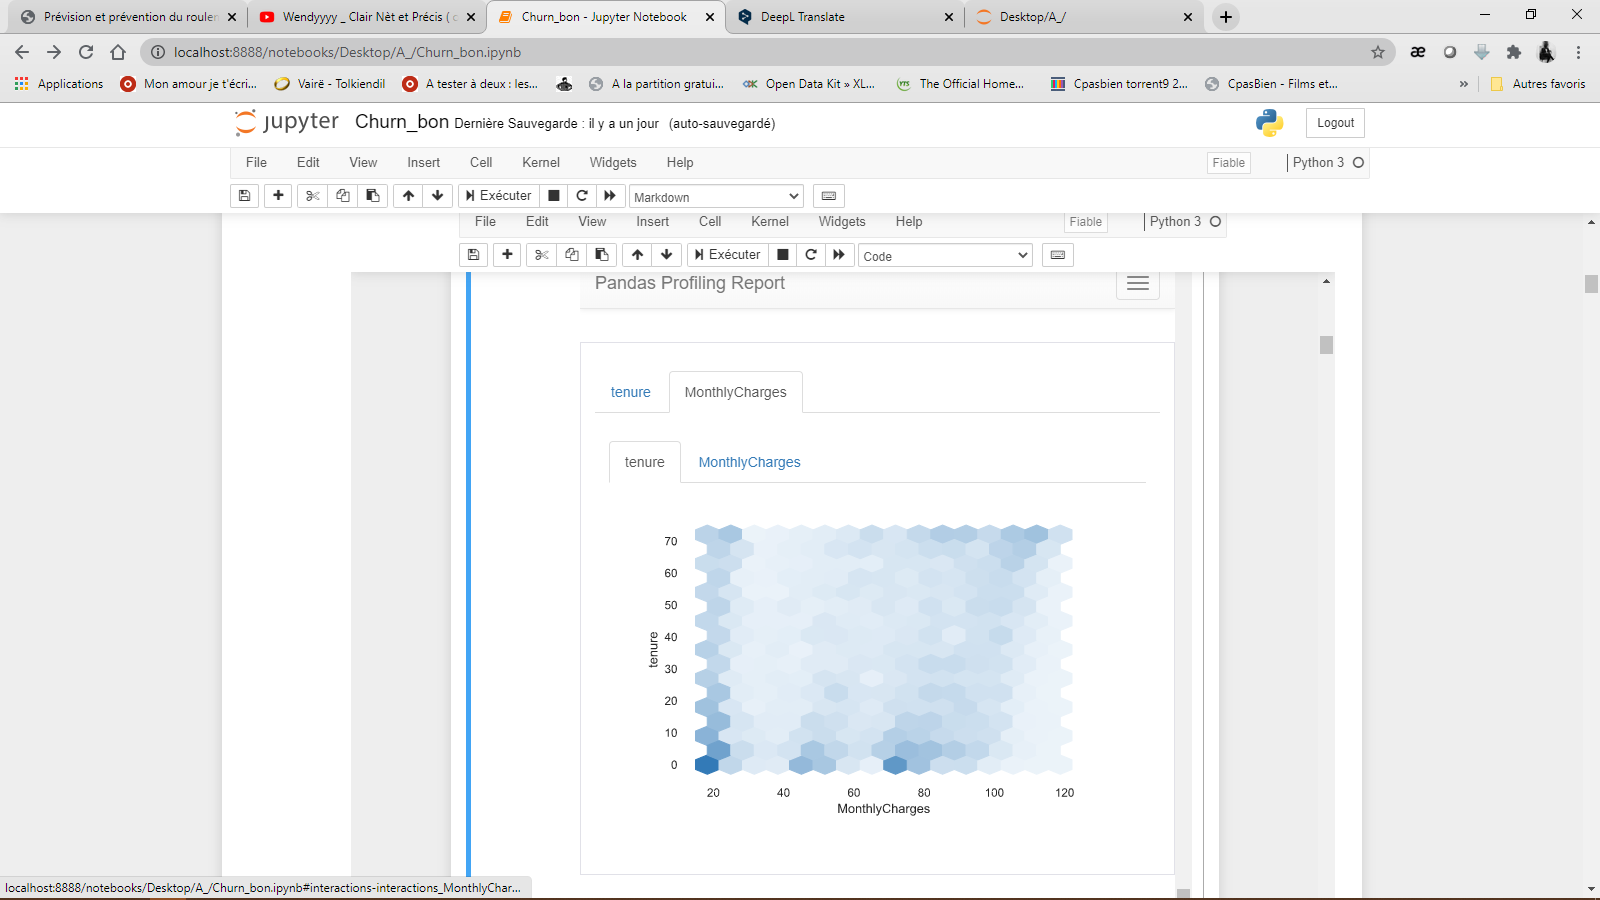 Prévision et prévention du rouler
Wendyyyy _ Clair Nèt et Précis ( c
Churn_bon - Jupyter Notebook
DeepL Translate
Desktop/A_/
localhost:8888/notebooks/Desktop/A_/Churn_bon.ipynb
Applications
Mon amour je t'écri...
Vairë - Tolkiendil
A tester à deux : les...
A la partition gratui...
Open Data Kit » XL...
The Official Home...
Cpasbien torrent9 2...
CpasBien - Films et...
»
Autres favoris
jupyter Churn_bon Dernière Sauvegarde : il y a un jour (auto-sauvegardé)
Logout
File Edit View Insert Cell Kernel Widgets Help
Fiable
Python 3
Exécuter
Markdown
File Edit View Insert Cell Kernel Widgets Help
Fiable
Python 3
Exécuter
Code
Pandas Profiling Report
tenure MonthlyCharges
tenure MonthlyCharges
70
60
50
40
30
20
10
0
tenure
20 40 60 80 100 120
MonthlyCharges
localhost:8888/notebooks/Desktop/A_/Churn_bon.ipynb#interactions-interactions_MonthlyChar...